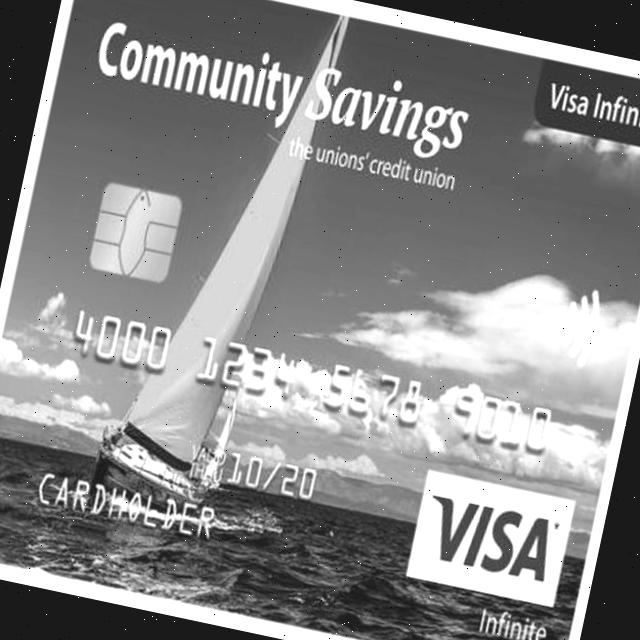 Community Savings
the unions' credit union
Visa Infin
4000 1234 5678 9010
10/20
CARDHOLDER
VISA
Infinite